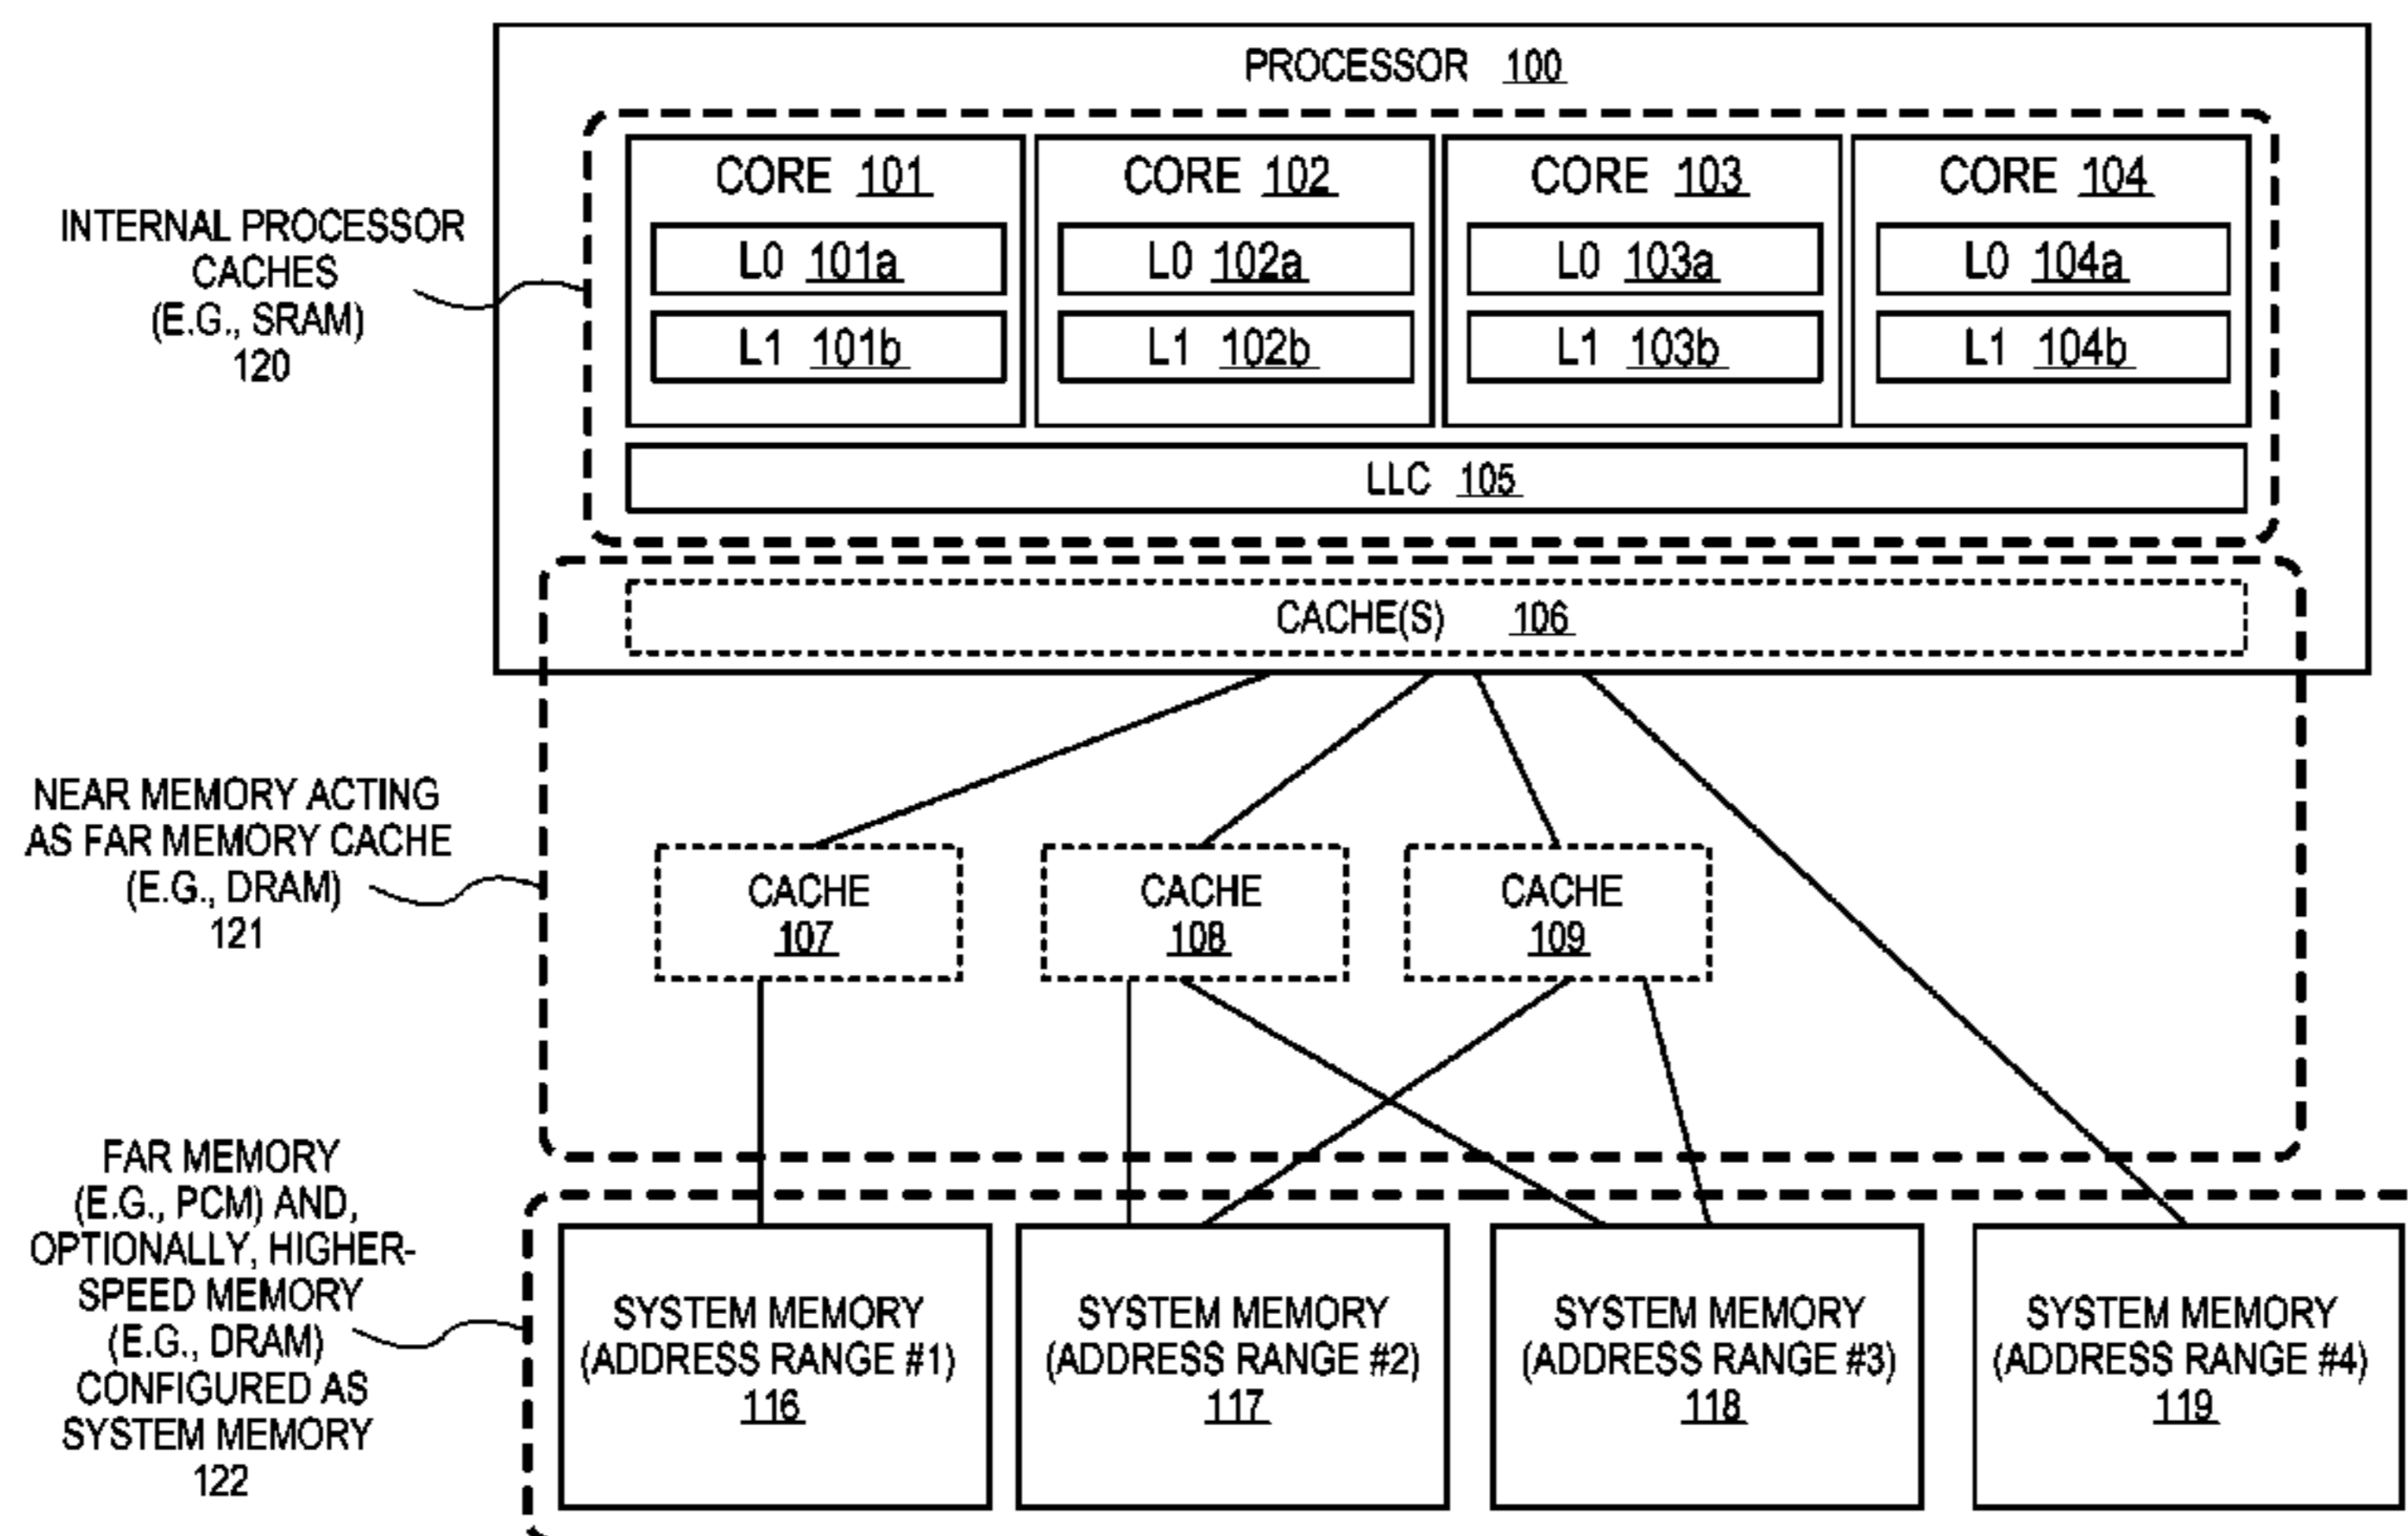 PROCESSOR 100
INTERNAL PROCESSOR
CACHES
(E.G., SRAM)
120
CORE 101
L0 101a
L1 101b
CORE 102
L0 102a
L1 102b
CORE 103
L0 103a
L1 103b
CORE 104
L0 104a
L1 104b
LLC 105
CACHE(S) 106
NEAR MEMORY ACTING
AS FAR MEMORY CACHE
(E.G., DRAM)
121
CACHE
107
CACHE
108
CACHE
109
FAR MEMORY
(E.G., PCM) AND,
OPTIONALLY, HIGHER-
SPEED MEMORY
(E.G., DRAM)
CONFIGURED AS
SYSTEM MEMORY
122
SYSTEM MEMORY
(ADDRESS RANGE #1)
116
SYSTEM MEMORY
(ADDRESS RANGE #2)
117
SYSTEM MEMORY
(ADDRESS RANGE #3)
118
SYSTEM MEMORY
(ADDRESS RANGE #4)
119